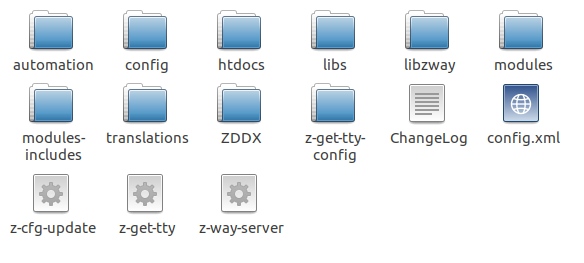 automation config htdocs libs libzway modules
modules-includes translations ZDDX z-get-tty-config ChangeLog config.xml
z-cfg-update z-get-tty z-way-server